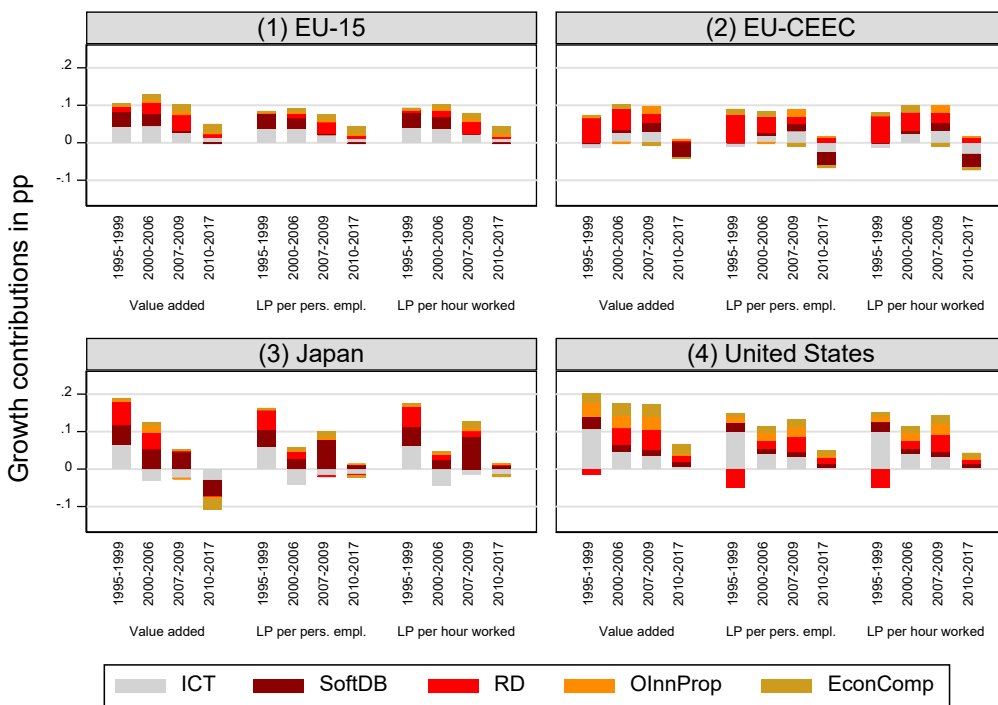 Growth contributions in pp
(1) EU-15
(2) EU-CEEC
.2
.1
0
-.1
1995-1999
2000-2006
2007-2009
2010-2017
1995-1999
2000-2006
2007-2009
2010-2017
1995-1999
2000-2006
2007-2009
2010-2017
Value added
LP per pers. empl.
LP per hour worked
1995-1999
2000-2006
2007-2009
2010-2017
1995-1999
2000-2006
2007-2009
2010-2017
1995-1999
2000-2006
2007-2009
2010-2017
Value added
LP per pers. empl.
LP per hour worked
(3) Japan
(4) United States
.2
.1
0
-.1
1995-1999
2000-2006
2007-2009
2010-2017
1995-1999
2000-2006
2007-2009
2010-2017
1995-1999
2000-2006
2007-2009
2010-2017
Value added
LP per pers. empl.
LP per hour worked
1995-1999
2000-2006
2007-2009
2010-2017
1995-1999
2000-2006
2007-2009
2010-2017
1995-1999
2000-2006
2007-2009
2010-2017
Value added
LP per pers. empl.
LP per hour worked
ICT
SoftDB
RD
OInnProp
EconComp